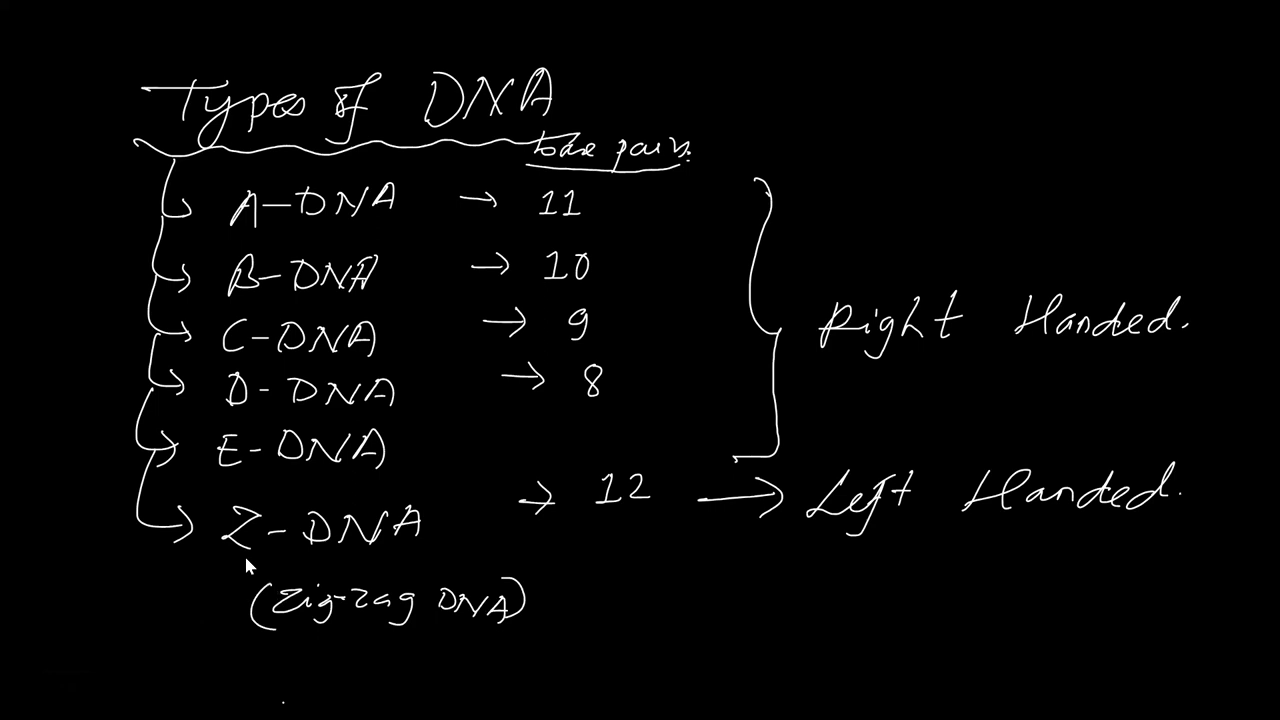 Types of DNA
base pairs.
A-DNA → 11
B-DNA → 10
C-DNA → 9
D-DNA → 8
Right Handed.
E-DNA
Z-DNA → 12 → Left Handed.
(Zig-Zag DNA)